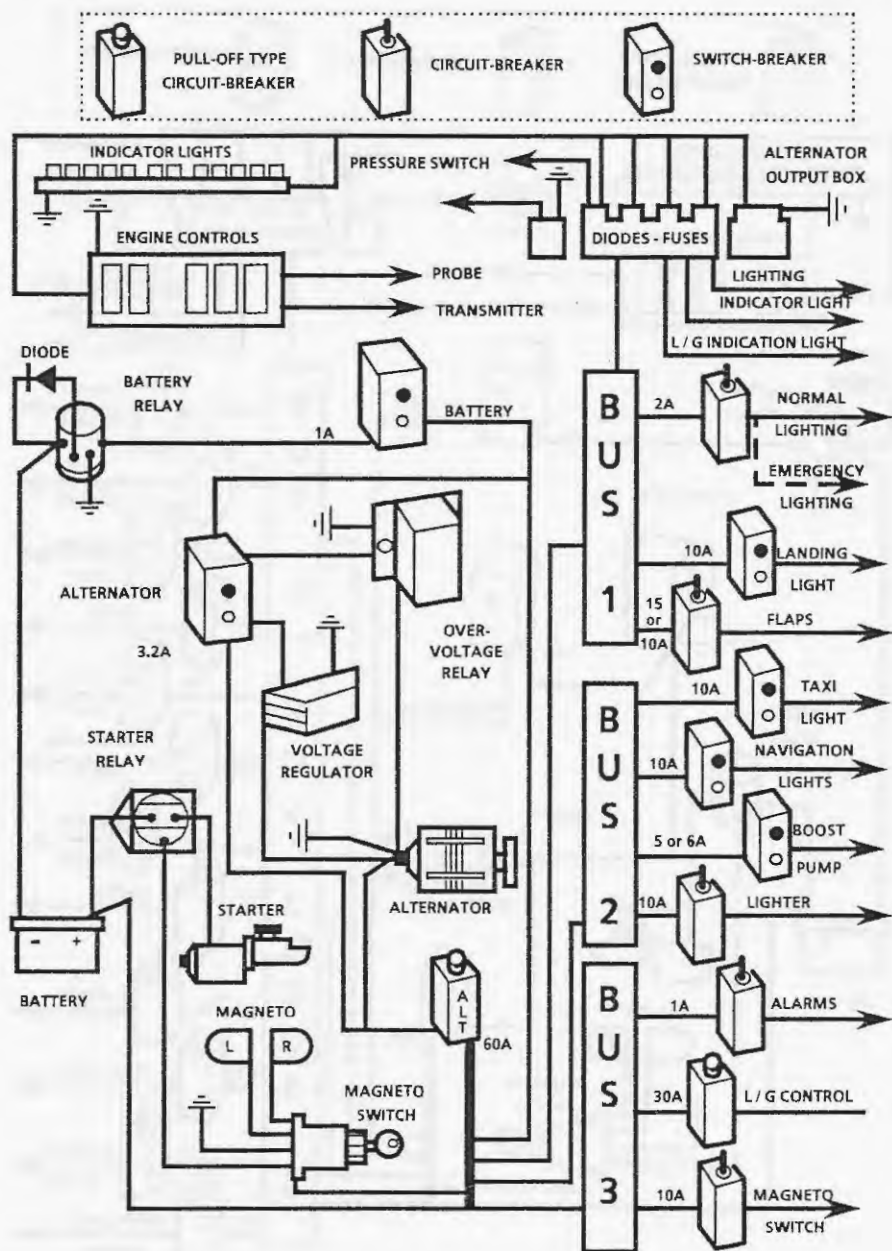 PULL-OFF TYPE
CIRCUIT-BREAKER
CIRCUIT-BREAKER
SWITCH-BREAKER
INDICATOR LIGHTS
PRESSURE SWITCH
ALTERNATOR
OUTPUT BOX
ENGINE CONTROLS
DIODES - FUSES
PROBE
TRANSMITTER
LIGHTING
INDICATOR LIGHT
L / G INDICATION LIGHT
DIODE
BATTERY
RELAY
1A
BATTERY
BUS 1
2A
NORMAL
LIGHTING
EMERGENCY
LIGHTING
10A
LANDING
LIGHT
15
or
10A
FLAPS
ALTERNATOR
3.2A
OVER-
VOLTAGE
RELAY
VOLTAGE
REGULATOR
STARTER
RELAY
BUS 2
10A
TAXI
LIGHT
10A
NAVIGATION
LIGHTS
5 or 6A
BOOST
PUMP
10A
LIGHTER
ALTERNATOR
STARTER
- +
BATTERY
MAGNETO
L R
ALT
60A
MAGNETO
SWITCH
BUS 3
1A
ALARMS
30A
L / G CONTROL
10A
MAGNETO
SWITCH